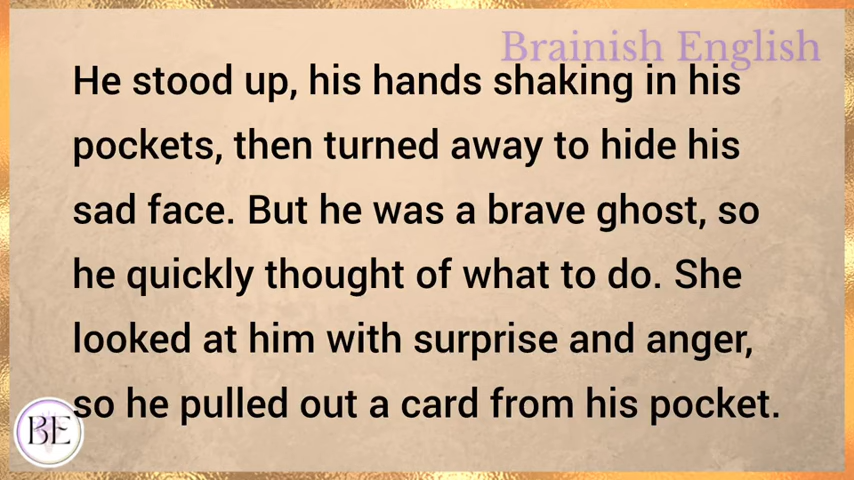 Brainish English
He stood up, his hands shaking in his
pockets, then turned away to hide his
sad face. But he was a brave ghost, so
he quickly thought of what to do. She
looked at him with surprise and anger,
so he pulled out a card from his pocket.
BE